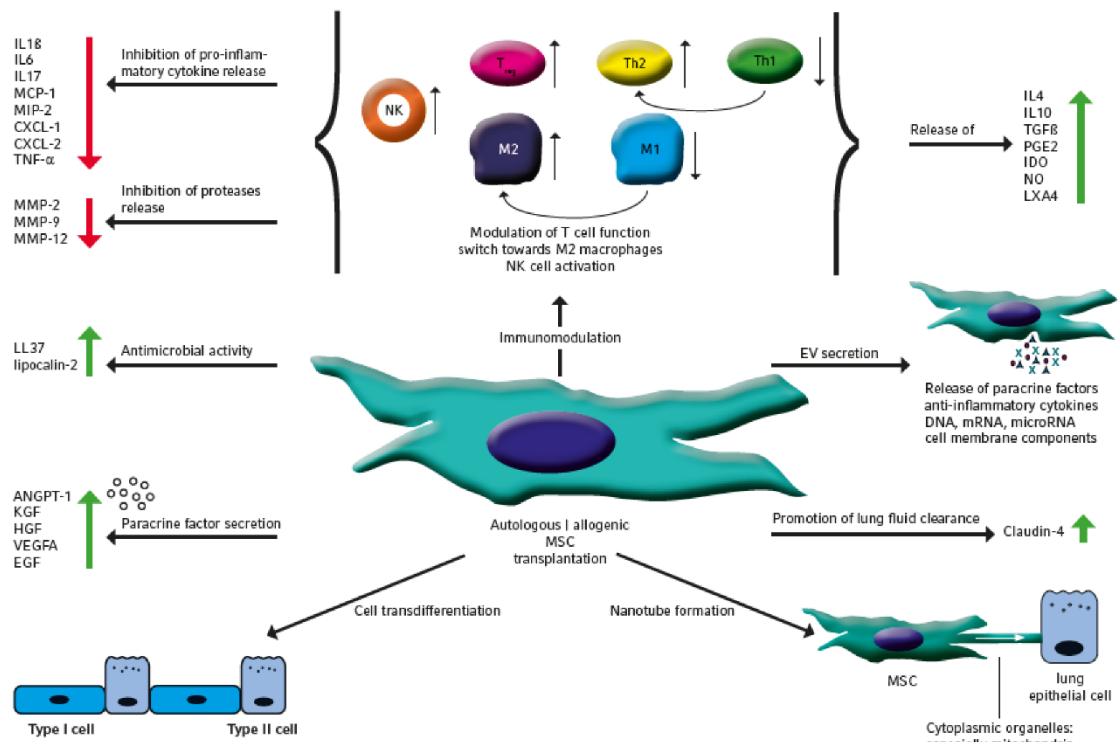 IL1ß
IL6
IL17
MCP-1
MIP-2
CXCL-1
CXCL-2
TNF-α
Inhibition of pro-inflam-
matory cytokine release
MMP-2
MMP-9
MMP-12
Inhibition of proteases
release
NK
Treg
Th2
Th1
M2
M1
Modulation of T cell function
switch towards M2 macrophages
NK cell activation
Release of
IL4
IL10
TGFß
PGE2
IDO
NO
LXA4
Immunomodulation
LL37
lipocalin-2
Antimicrobial activity
EV secretion
Release of paracrine factors
anti-inflammatory cytokines
DNA, mRNA, microRNA
cell membrane components
ANGPT-1
KGF
HGF
VEGFA
EGF
Paracrine factor secretion
Autologous | allogenic
MSC
transplantation
Promotion of lung fluid clearance
Claudin-4
Cell transdifferentiation
Nanotube formation
Type I cell
Type II cell
MSC
lung
epithelial cell
Cytoplasmic organelles:
especially mitochondria